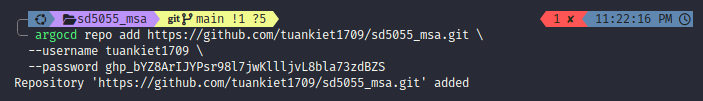 sd5055_msa git main !1 ?5 1 ✘ 11:22:16 PM
argocd repo add https://github.com/tuankiet1709/sd5055_msa.git \
--username tuankiet1709 \
--password
Repository 'https://github.com/tuankiet1709/sd5055_msa.git' added